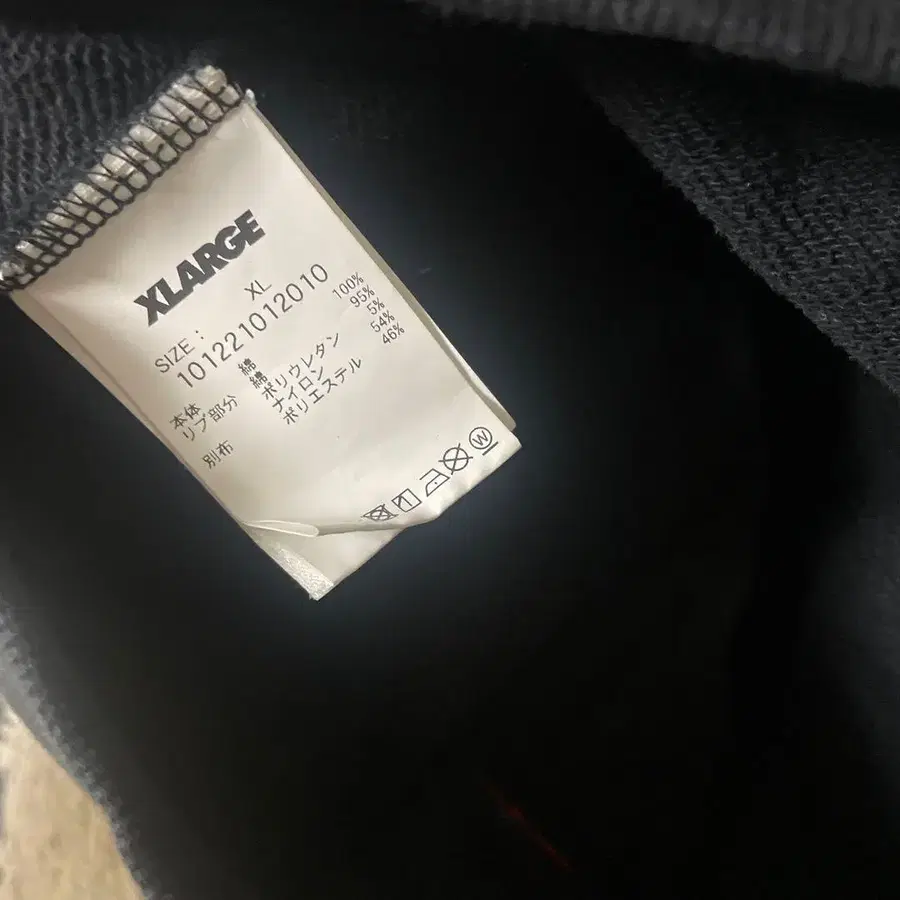 XLARGE
SIZE: XL
101221012010
本体 綿 100%
リブ部分 綿 95%
ポリウレタン 5%
別布 ナイロン 54%
ポリエステル 46%
W